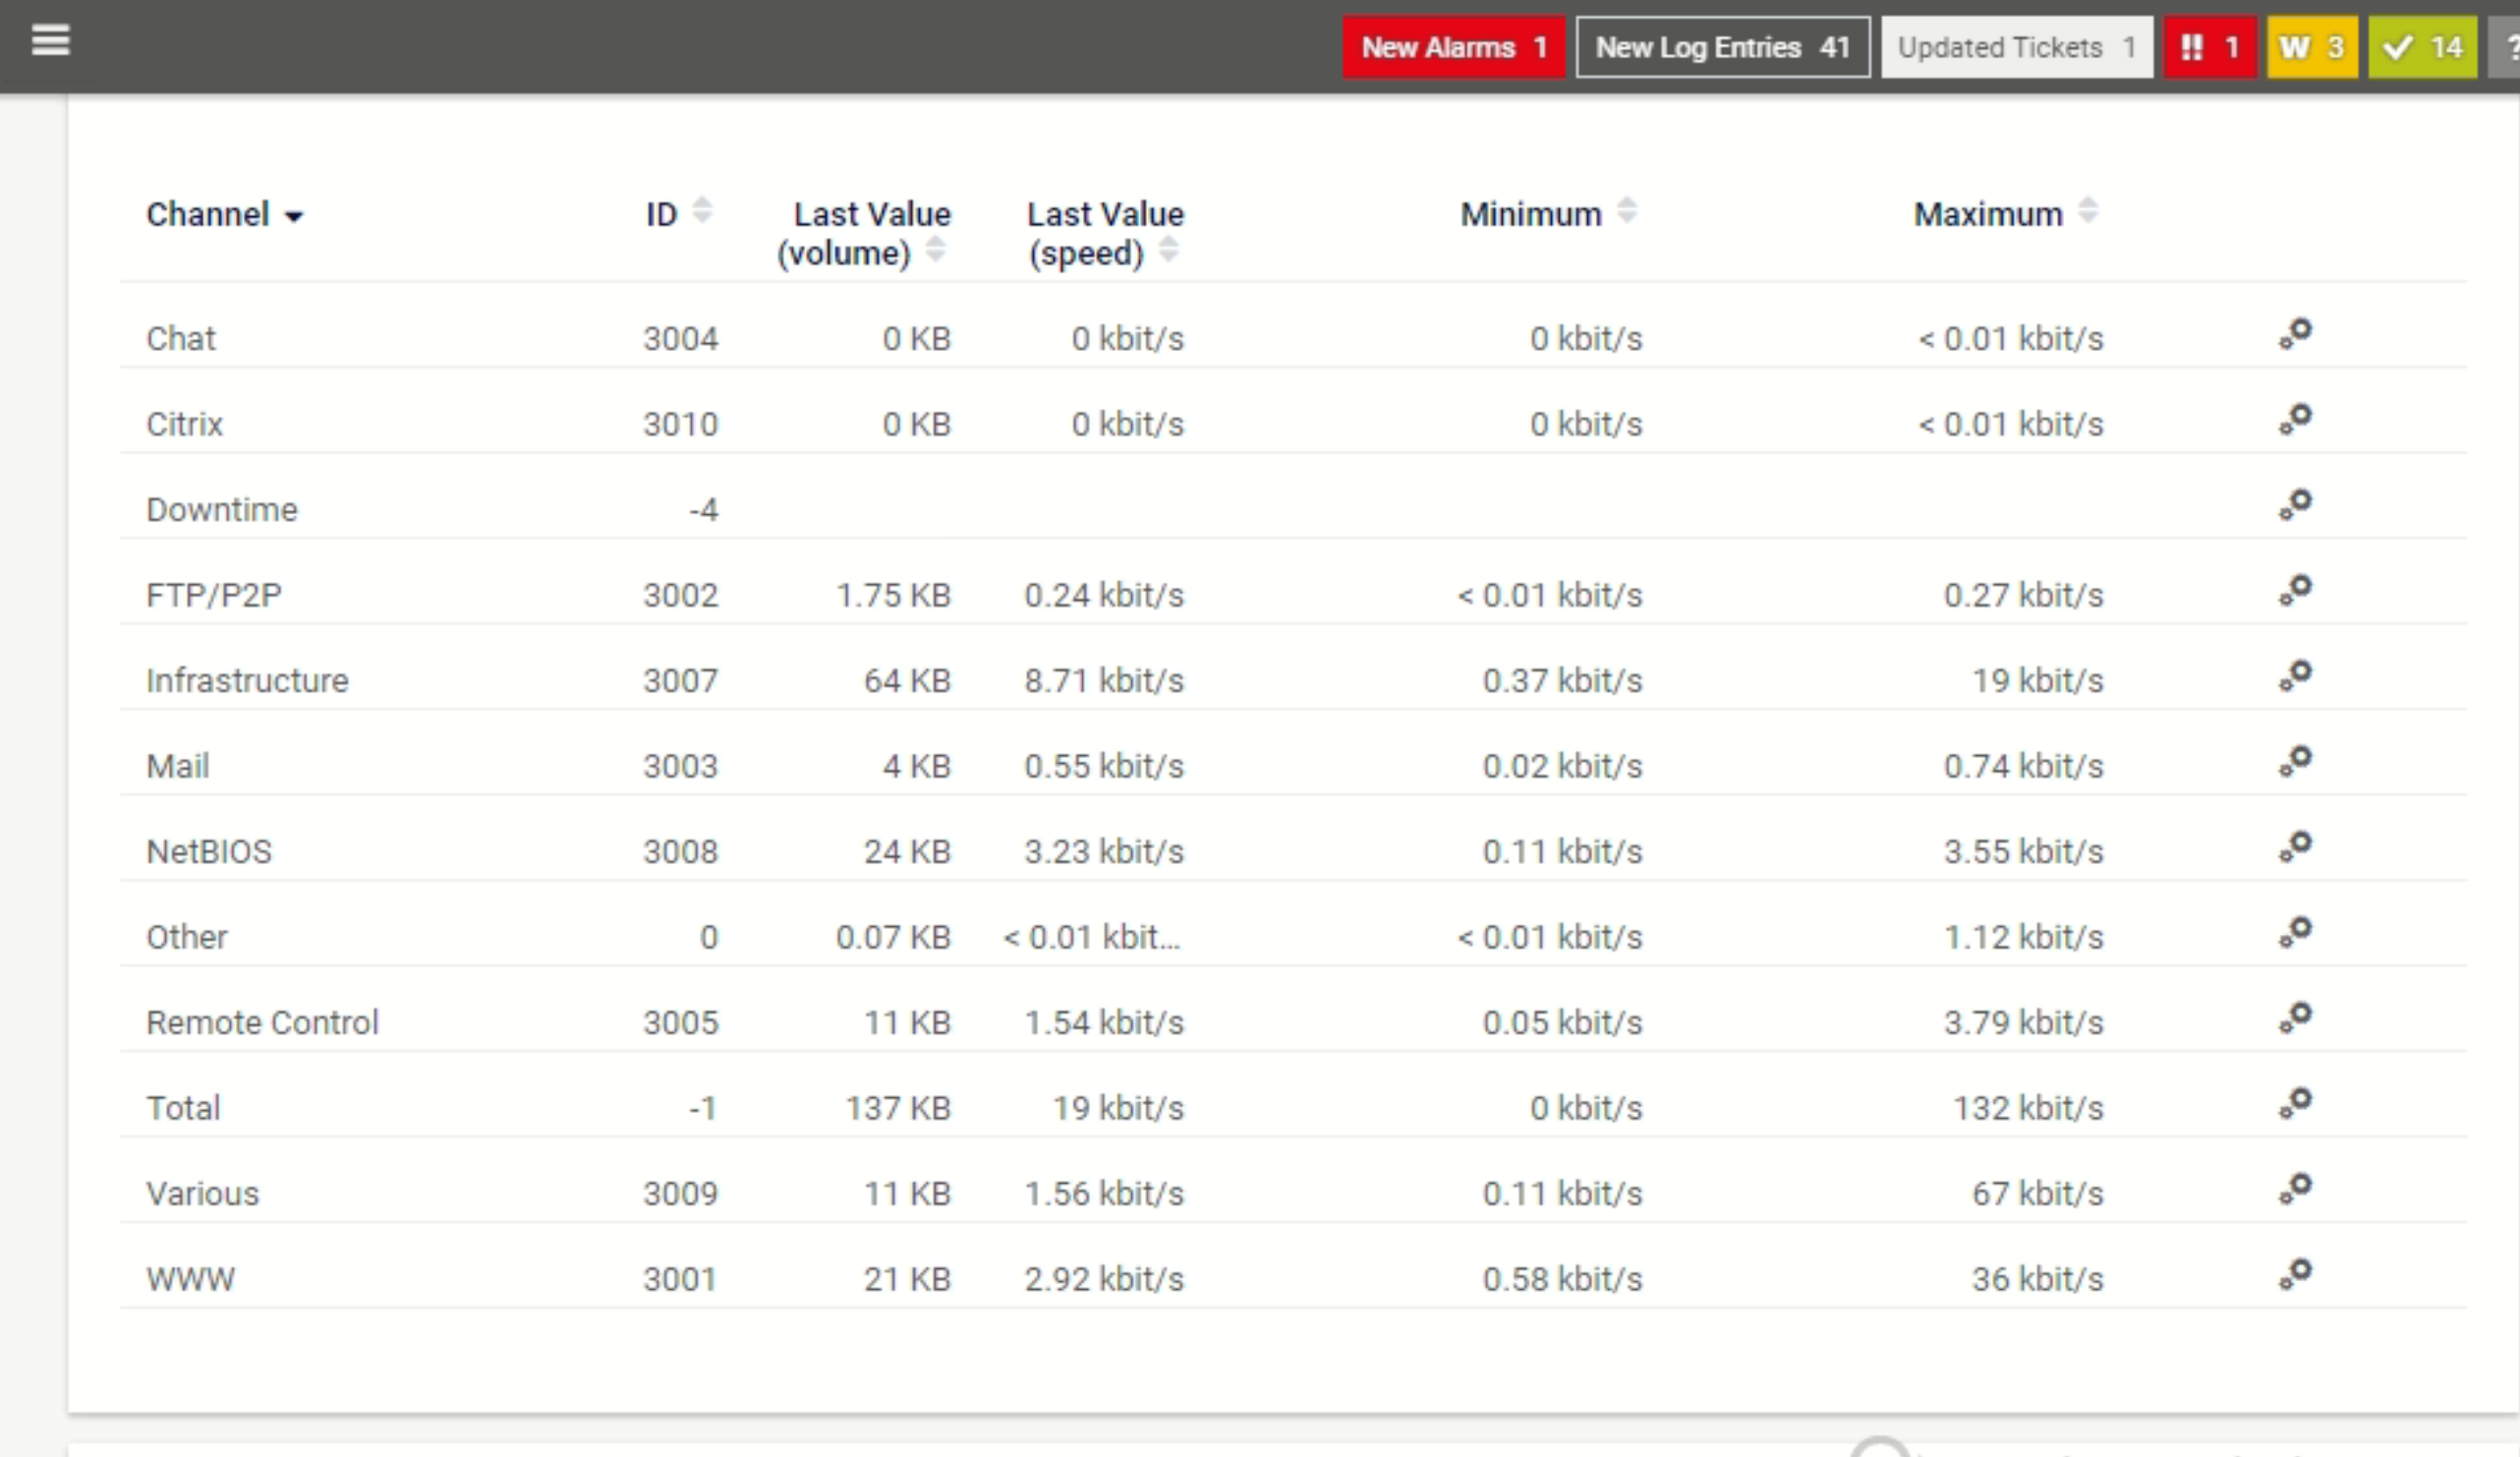 New Alarms 1 New Log Entries 41 Updated Tickets 1 !! 1 W 3 14 ?
Channel ID Last Value (volume) Last Value (speed) Minimum Maximum
Chat 3004 0 KB 0 kbit/s 0 kbit/s < 0.01 kbit/s
Citrix 3010 0 KB 0 kbit/s 0 kbit/s < 0.01 kbit/s
Downtime -4
FTP/P2P 3002 1.75 KB 0.24 kbit/s < 0.01 kbit/s 0.27 kbit/s
Infrastructure 3007 64 KB 8.71 kbit/s 0.37 kbit/s 19 kbit/s
Mail 3003 4 KB 0.55 kbit/s 0.02 kbit/s 0.74 kbit/s
NetBIOS 3008 24 KB 3.23 kbit/s 0.11 kbit/s 3.55 kbit/s
Other 0 0.07 KB < 0.01 kbit... < 0.01 kbit/s 1.12 kbit/s
Remote Control 3005 11 KB 1.54 kbit/s 0.05 kbit/s 3.79 kbit/s
Total -1 137 KB 19 kbit/s 0 kbit/s 132 kbit/s
Various 3009 11 KB 1.56 kbit/s 0.11 kbit/s 67 kbit/s
WWW 3001 21 KB 2.92 kbit/s 0.58 kbit/s 36 kbit/s